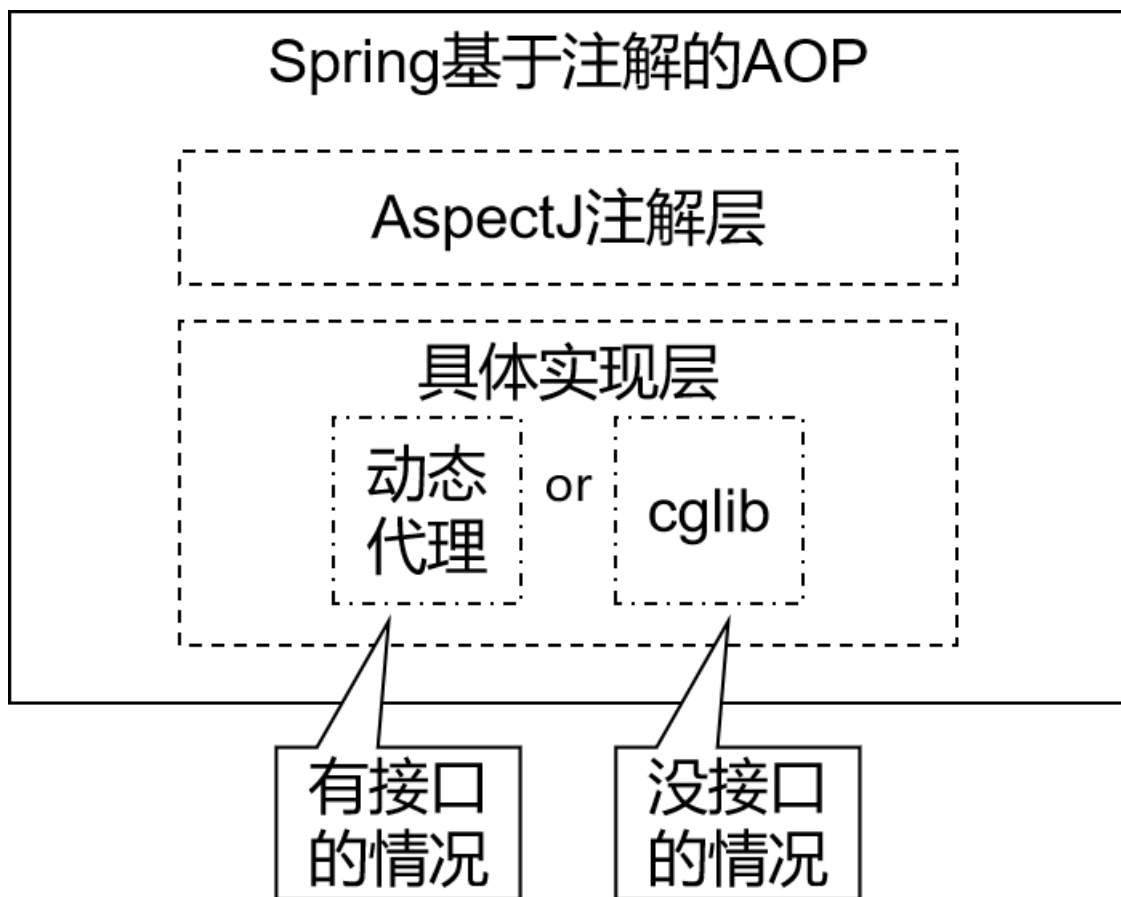 Spring基于注解的AOP
AspectJ注解层
具体实现层
动态
代理
or
cglib
有接口
的情况
没接口
的情况